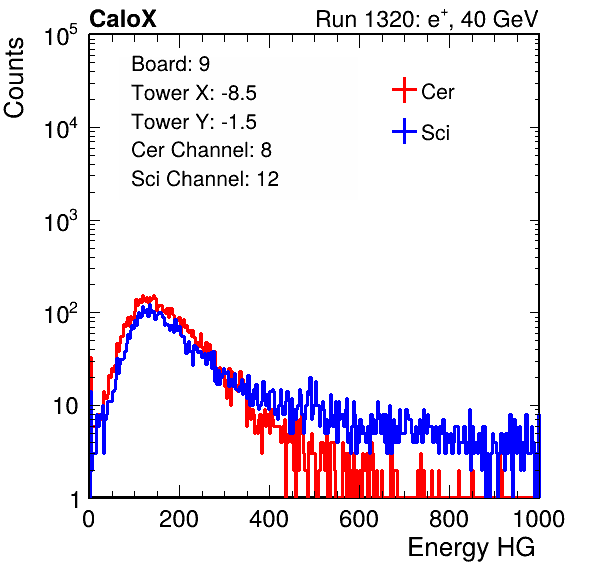 CaloX Run 1320: e⁺, 40 GeV
Counts
Board: 9
Tower X: -8.5
Tower Y: -1.5
Cer Channel: 8
Sci Channel: 12
Cer
Sci
10⁵
10⁴
10³
10²
10
1
0 200 400 600 800 1000
Energy HG